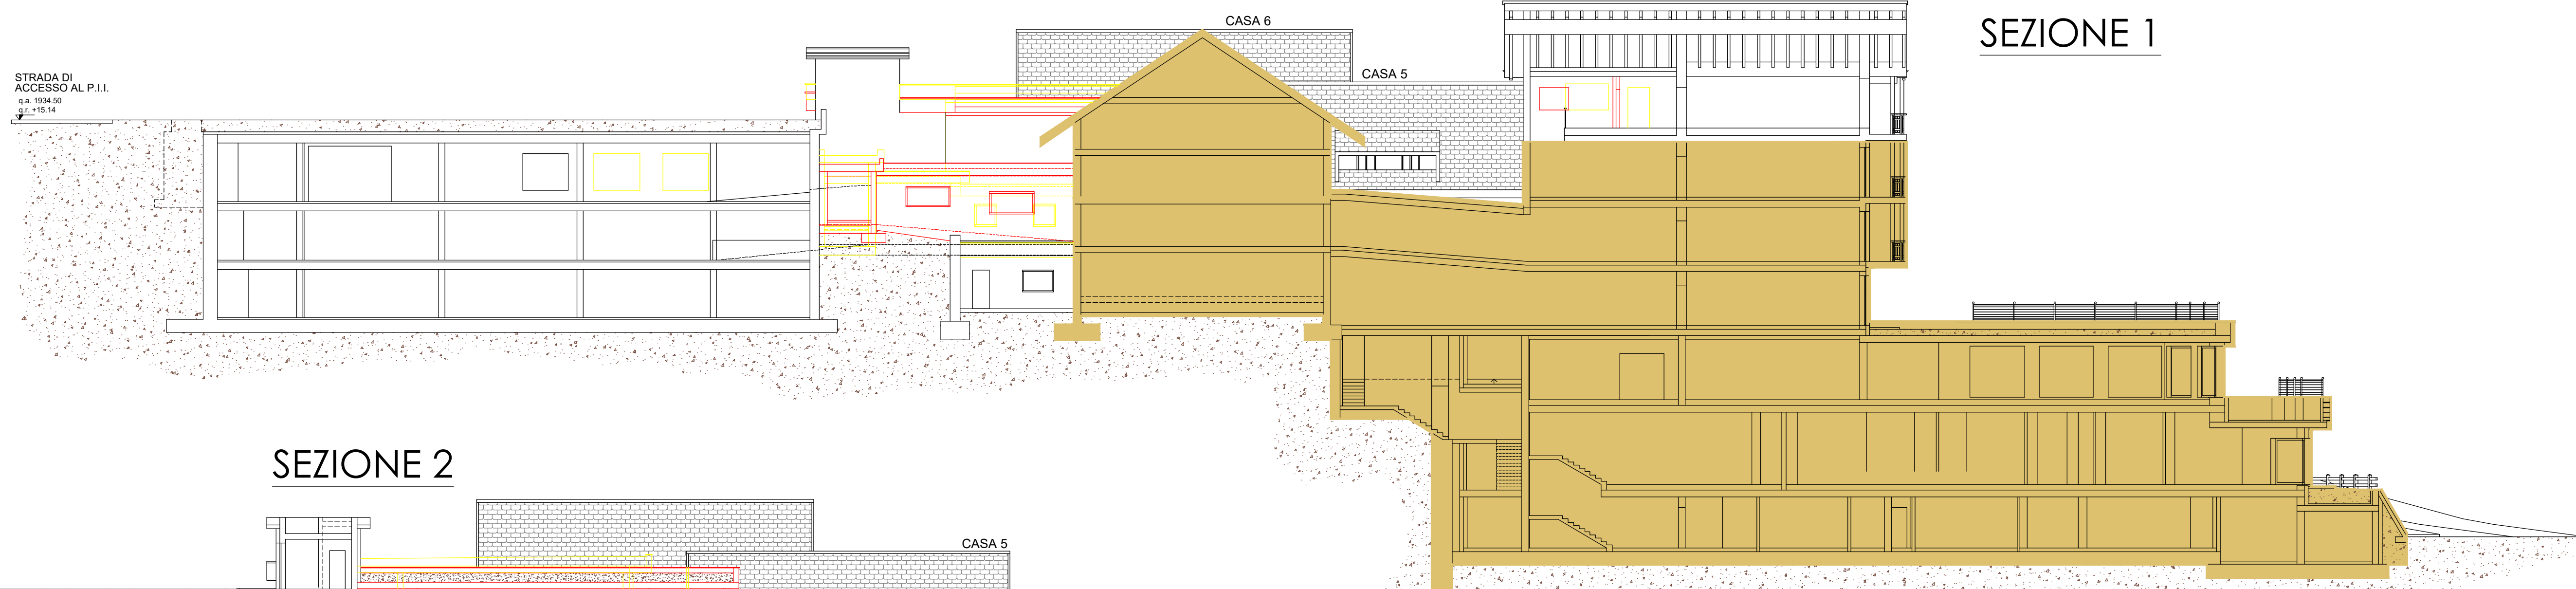 CASA 6
SEZIONE 1
CASA 5
STRADA DI
ACCESSO AL P.I.I.
q.a. 1934.50
q.r. +15.14
SEZIONE 2
CASA 5